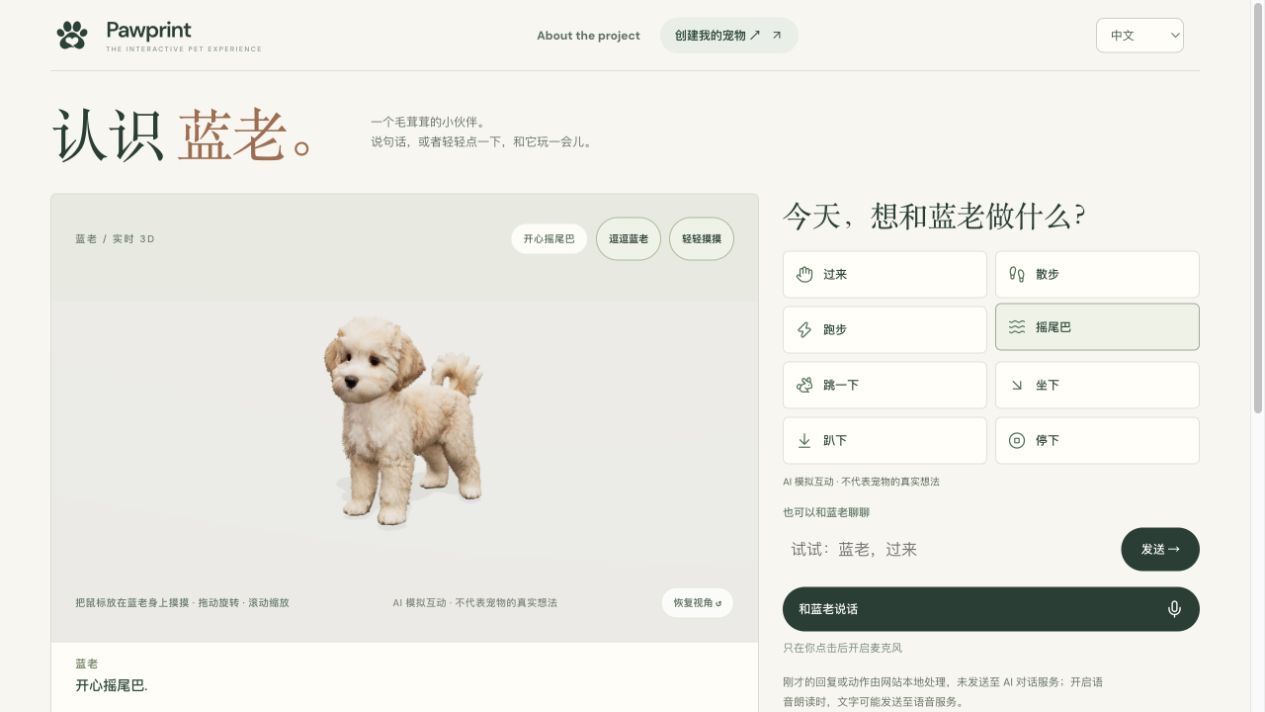 Pawprint
THE INTERACTIVE PET EXPERIENCE
About the project
创建我的宠物 ↗ ↗
中文
认识 蓝老。
一个毛茸茸的小伙伴。
说句话，或者轻轻点一下，和它玩一会儿。
蓝老 / 实时 3D
开心摇尾巴
逗逗蓝老
轻轻摸摸
把鼠标放在蓝老身上摸摸 · 拖动旋转 · 滚动缩放
AI 模拟互动 · 不代表宠物的真实想法
恢复视角 ↺
蓝老
开心摇尾巴.
今天，想和蓝老做什么?
过来
散步
跑步
摇尾巴
跳一下
坐下
趴下
停下
AI 模拟互动 · 不代表宠物的真实想法
也可以和蓝老聊聊
试试：蓝老，过来
发送 →
和蓝老说话
只在你点击后开启麦克风
刚才的回复或动作由网站本地处理，未发送至 AI 对话服务；开启语
音朗读时，文字可能发送至语音服务。